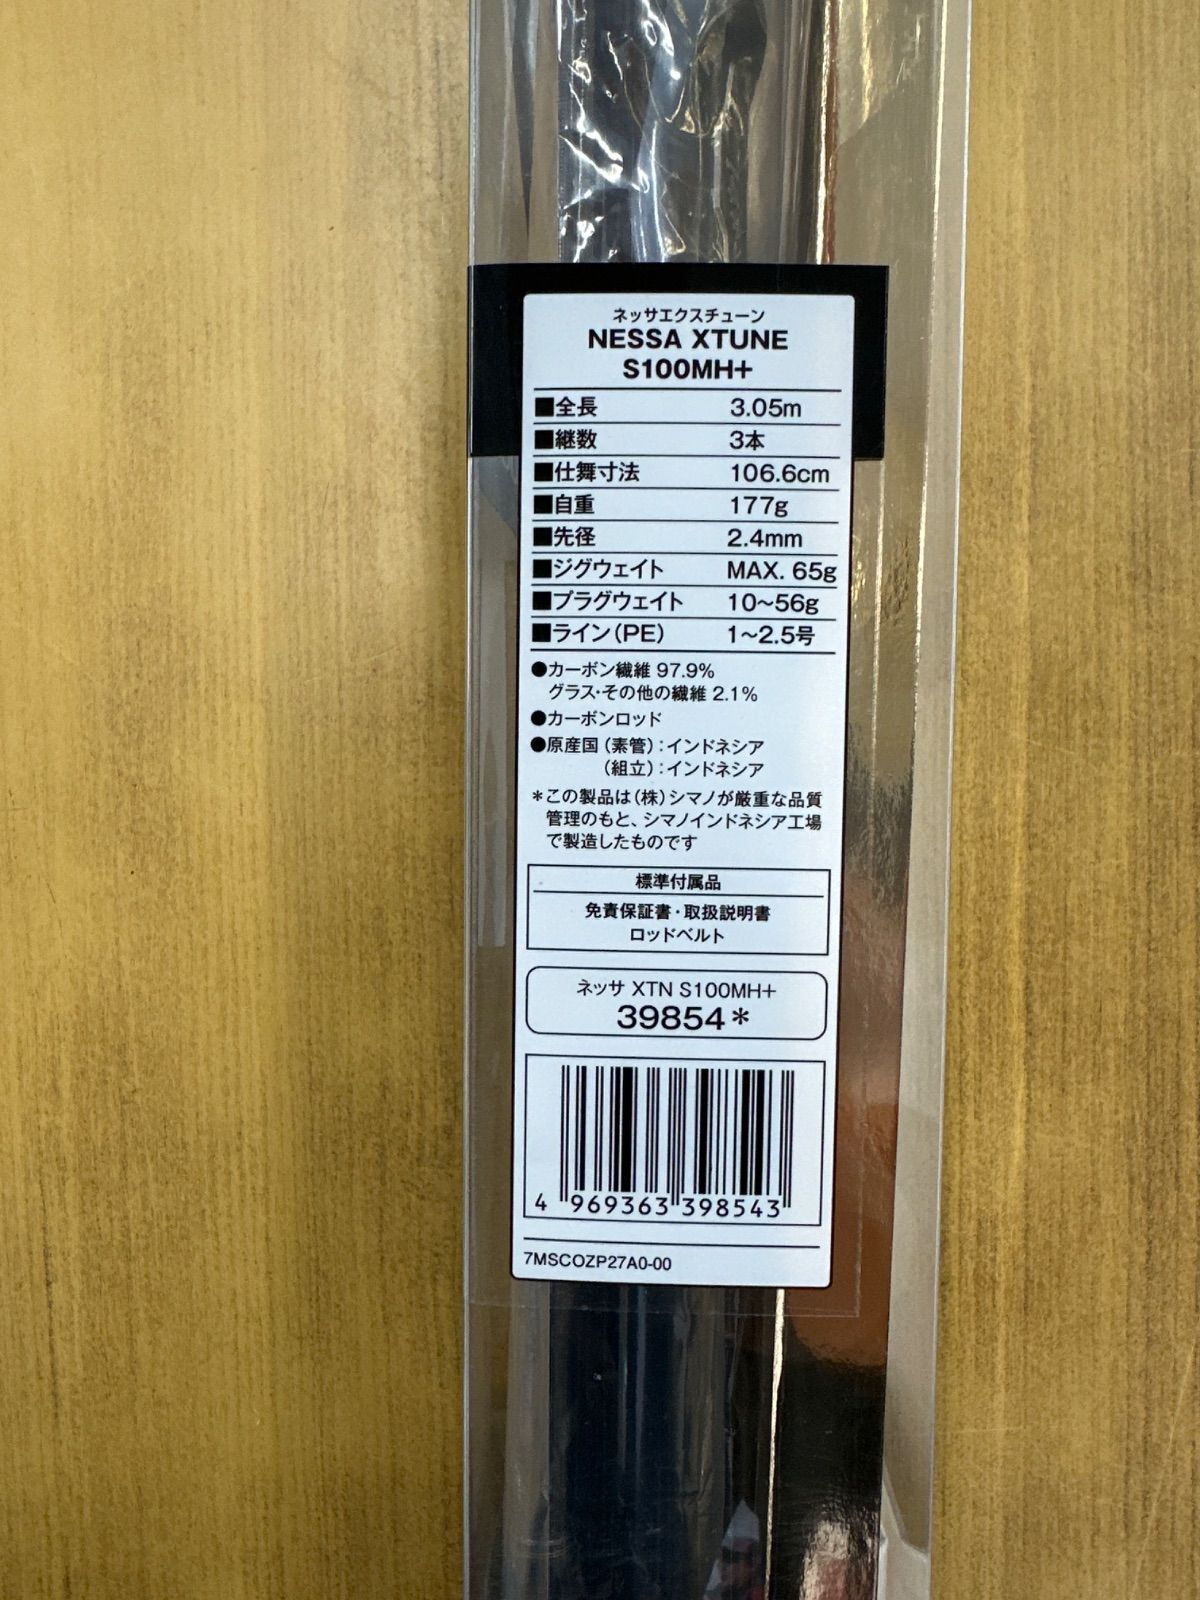 ネッサエクスチューン
NESSA XTUNE
S100MH+
■全長 3.05m
■継数 3本
■仕舞寸法 106.6cm
■自重 177g
■先径 2.4mm
■ジグウェイト MAX. 65g
■プラグウェイト 10~56g
■ライン(PE) 1~2.5号
●カーボン繊維 97.9%
グラス・その他の繊維 2.1%
●カーボンロッド
●原産国(素管):インドネシア
(組立):インドネシア
*この製品は(株)シマノが厳重な品質
管理のもと、シマノインドネシア工場
で製造したものです
標準付属品
免責保証書・取扱説明書
ロッドベルト
ネッサ XTN S100MH+
39854*
4 969363 398543
7MSCOZP27A0-00